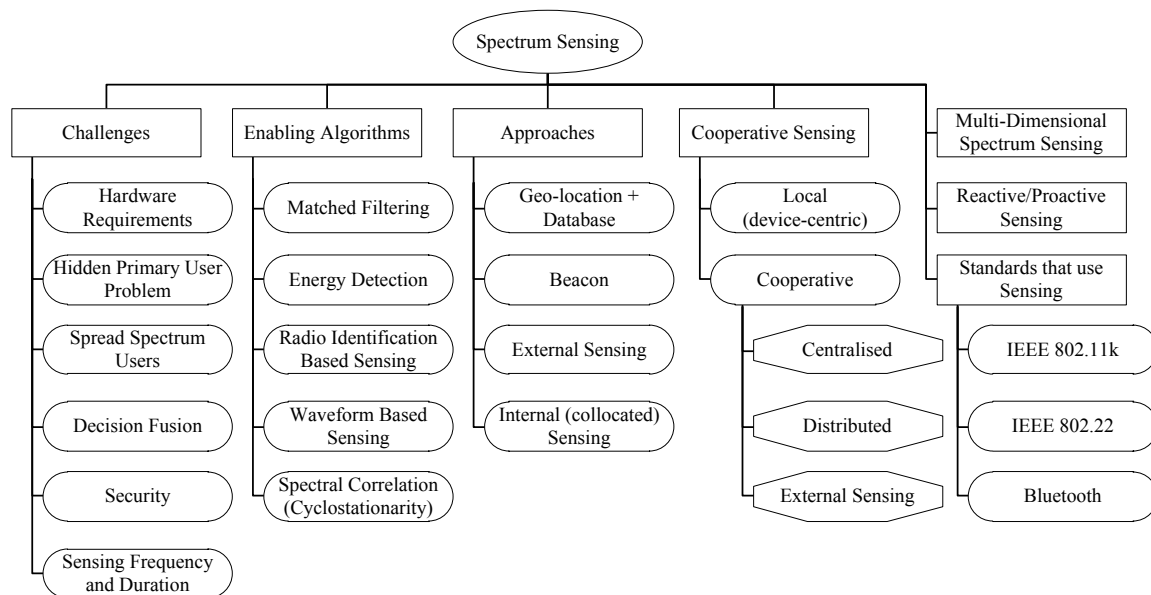 Spectrum Sensing
Challenges
Hardware
Requirements
Hidden Primary User
Problem
Spread Spectrum
Users
Decision Fusion
Security
Sensing Frequency
and Duration
Enabling Algorithms
Matched Filtering
Energy Detection
Radio Identification
Based Sensing
Waveform Based
Sensing
Spectral Correlation
(Cyclostationarity)
Approaches
Geo-location +
Database
Beacon
External Sensing
Internal (collocated)
Sensing
Cooperative Sensing
Local
(device-centric)
Cooperative
Centralised
Distributed
External Sensing
Multi-Dimensional
Spectrum Sensing
Reactive/Proactive
Sensing
Standards that use
Sensing
IEEE 802.11k
IEEE 802.22
Bluetooth